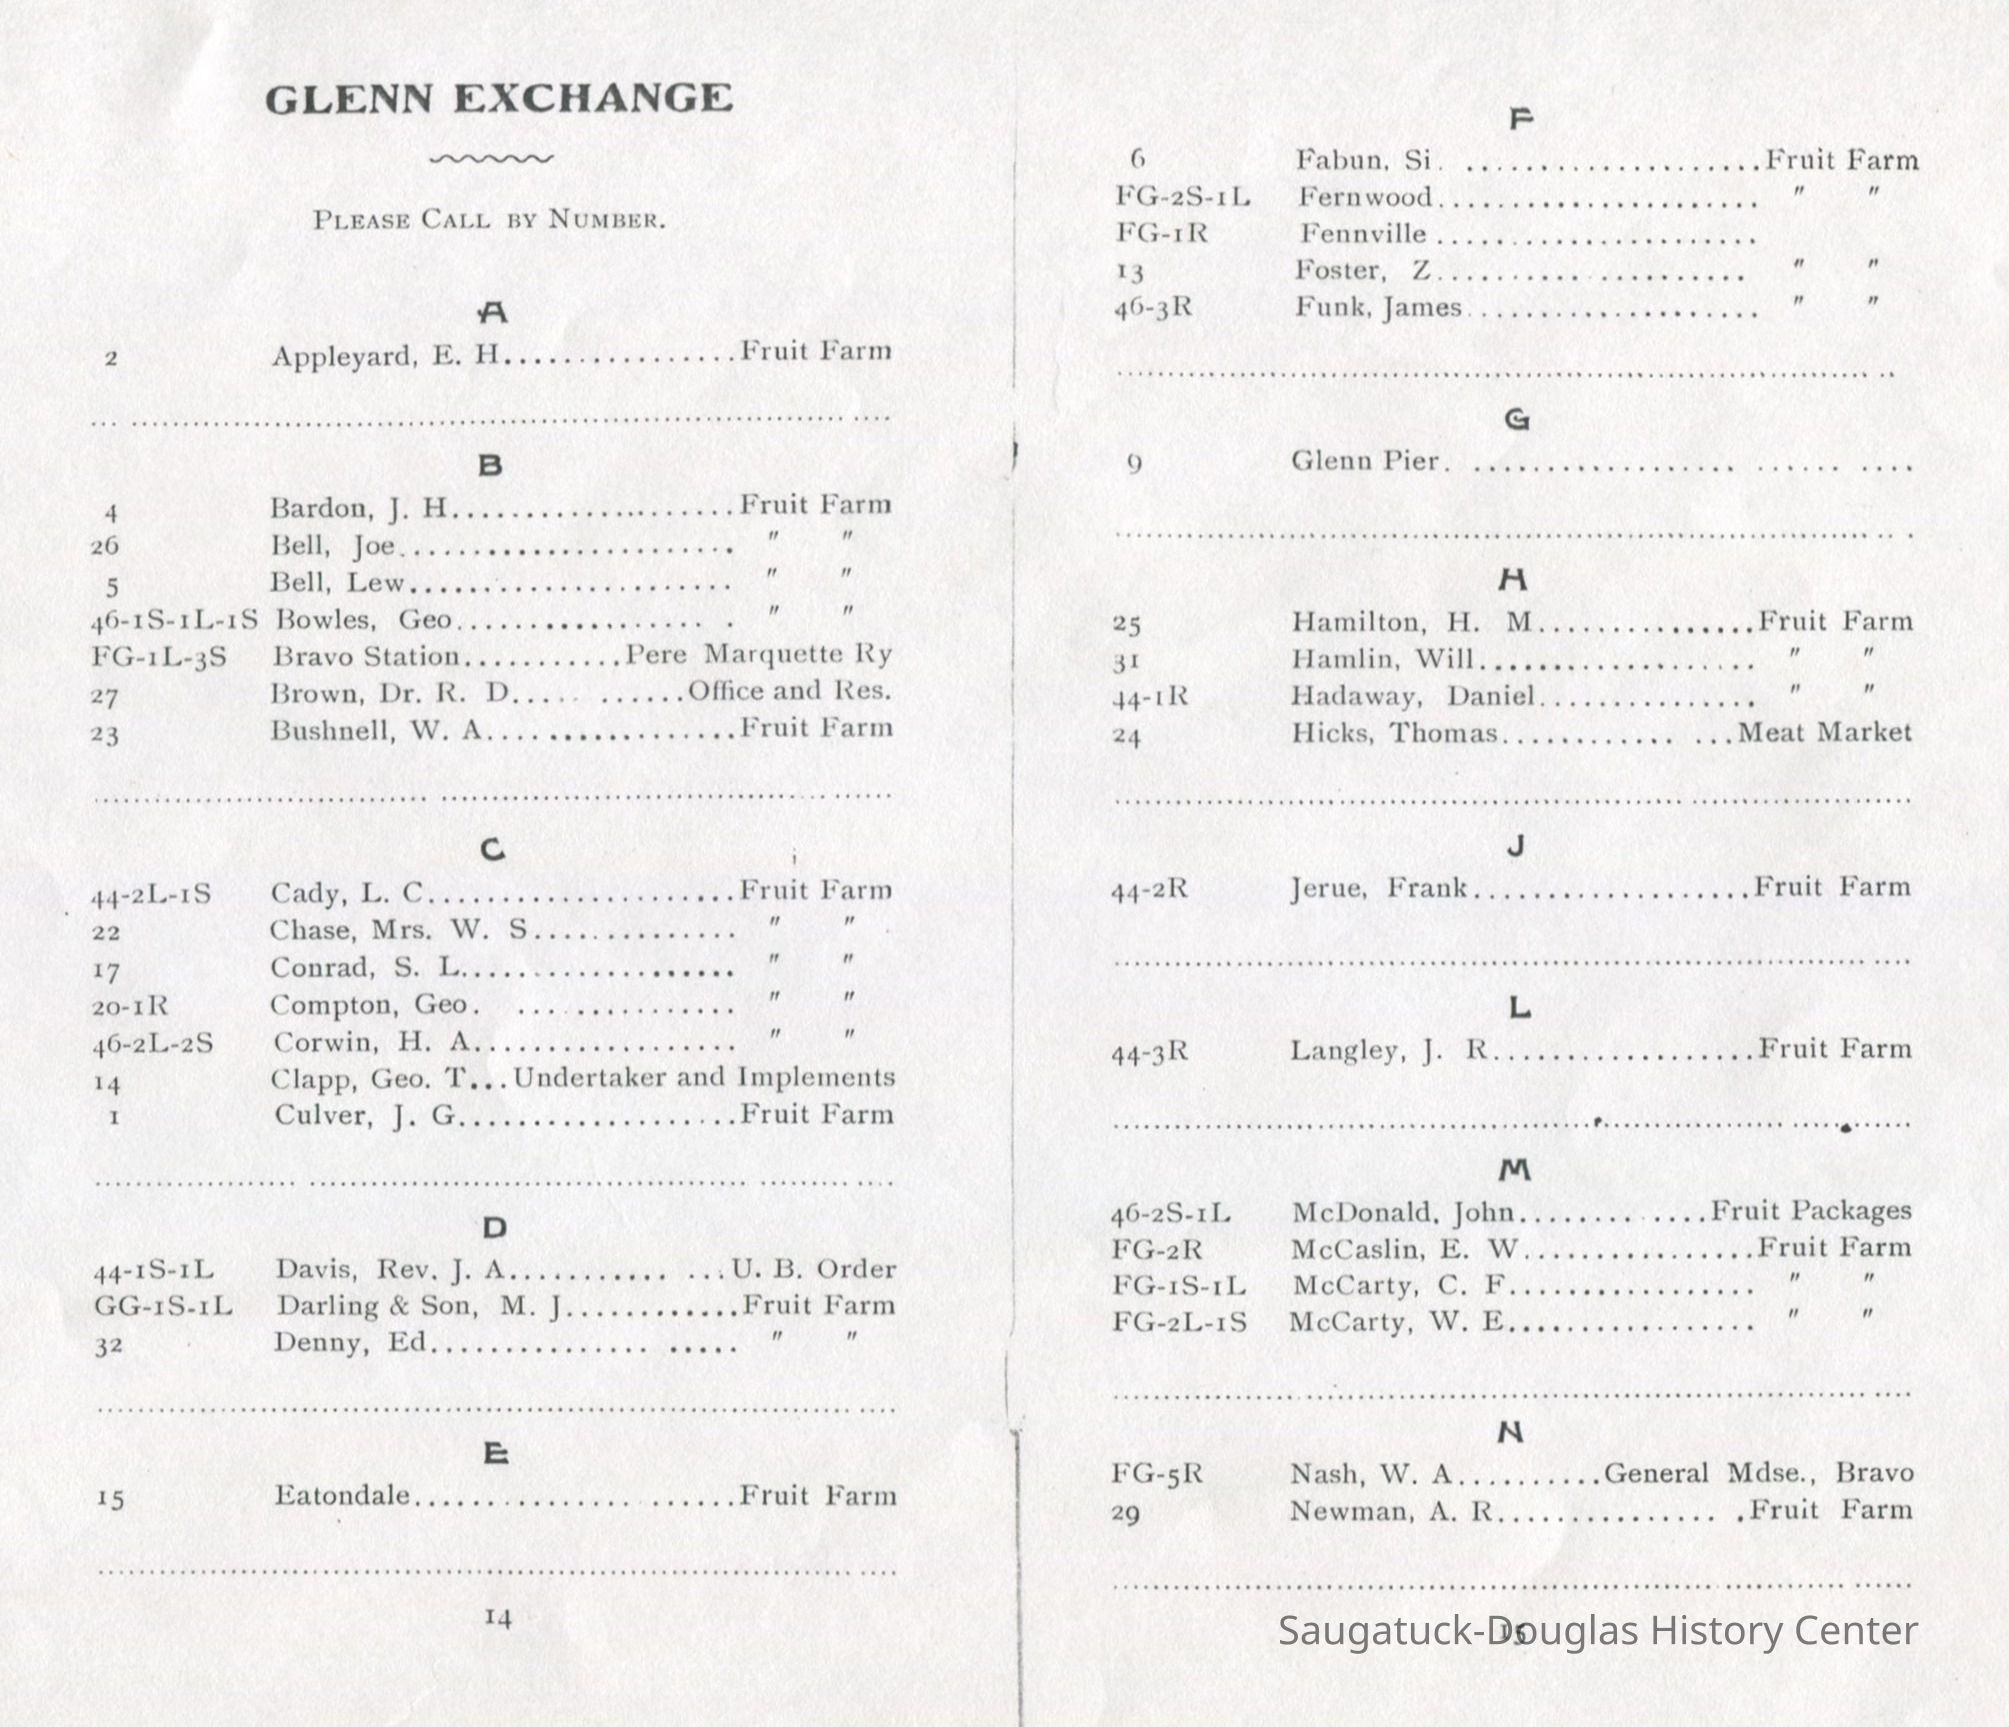 GLENN EXCHANGE
PLEASE CALL BY NUMBER.
A
2 Appleyard, E. H................Fruit Farm
B
4 Bardon, J. H...................Fruit Farm
26 Bell, Joe....................... " "
5 Bell, Lew...................... " "
46-1S-1L-1S Bowles, Geo................. . " "
FG-1L-3S Bravo Station...........Pere Marquette Ry
27 Brown, Dr. R. D..... ......Office and Res.
23 Bushnell, W. A.................Fruit Farm
C
44-2L-1S Cady, L. C.....................Fruit Farm
22 Chase, Mrs. W. S.............. " "
17 Conrad, S. L................... " "
20-1R Compton, Geo. ............... " "
46-2L-2S Corwin, H. A.................. " "
14 Clapp, Geo. T...Undertaker and Implements
1 Culver, J. G...................Fruit Farm
D
44-1S-1L Davis, Rev. J. A........... ...U. B. Order
GG-1S-1L Darling & Son, M. J............Fruit Farm
32 Denny, Ed............... ..... " "
E
15 Eatondale............... ......Fruit Farm
14
F
6 Fabun, Si. ....................Fruit Farm
FG-2S-1L Fernwood...................... " "
FG-1R Fennville ......................
13 Foster, Z..................... " "
46-3R Funk, James.................... " "
G
9 Glenn Pier. .................. ...... ....
H
25 Hamilton, H. M...............Fruit Farm
31 Hamlin, Will................... " "
44-1R Hadaway, Daniel............... " "
24 Hicks, Thomas............ ...Meat Market
J
44-2R Jerue, Frank...................Fruit Farm
L
44-3R Langley, J. R..................Fruit Farm
M
46-2S-1L McDonald, John........ .....Fruit Packages
FG-2R McCaslin, E. W................Fruit Farm
FG-1S-1L McCarty, C. F................. " "
FG-2L-1S McCarty, W. E................. " "
N
FG-5R Nash, W. A..........General Mdse., Bravo
29 Newman, A. R............... .Fruit Farm
15
Saugatuck-Douglas History Center